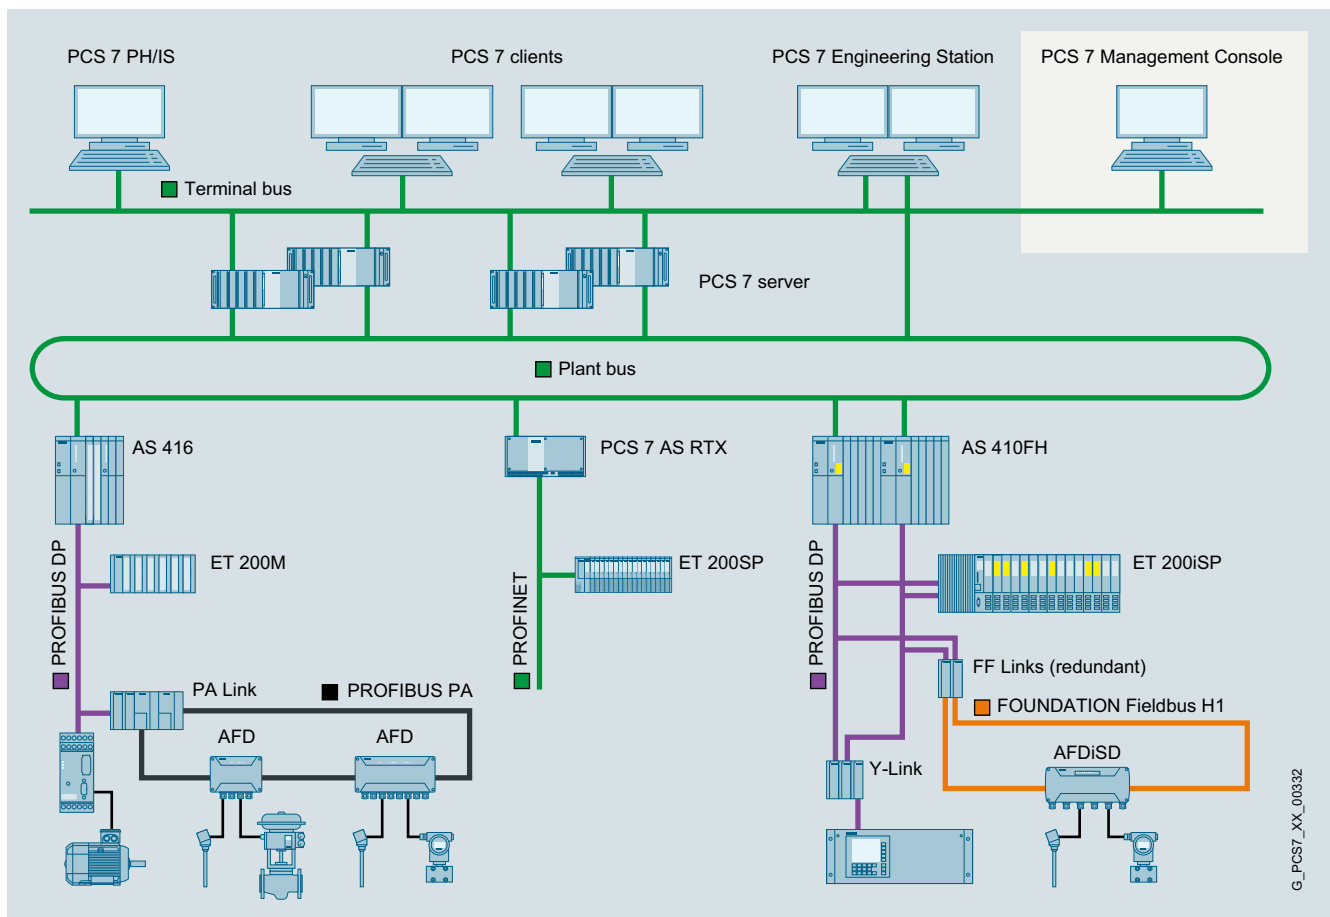 PCS 7 PH/IS
PCS 7 clients
PCS 7 Engineering Station
PCS 7 Management Console
Terminal bus
PCS 7 server
Plant bus
AS 416
PCS 7 AS RTX
AS 410FH
PROFIBUS DP
ET 200M
PROFINET
ET 200SP
PROFIBUS DP
ET 200iSP
PA Link
PROFIBUS PA
FF Links (redundant)
FOUNDATION Fieldbus H1
AFD
AFD
Y-Link
AFDiSD
G_PCS7_XX_00332